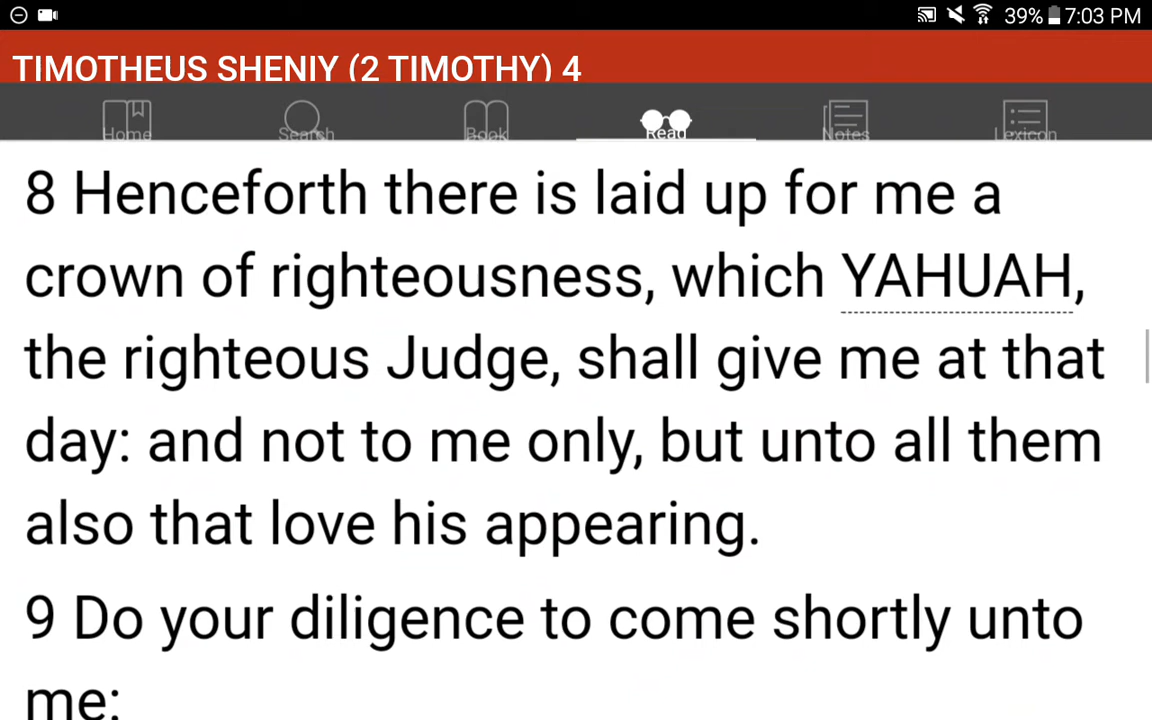 39% 7:03 PM
TIMOTHEUS SHENIY (2 TIMOTHY) 4
Home Search Book Read Notes Lexicon
8 Henceforth there is laid up for me a
crown of righteousness, which YAHUAH,
the righteous Judge, shall give me at that
day: and not to me only, but unto all them
also that love his appearing.
9 Do your diligence to come shortly unto
me: